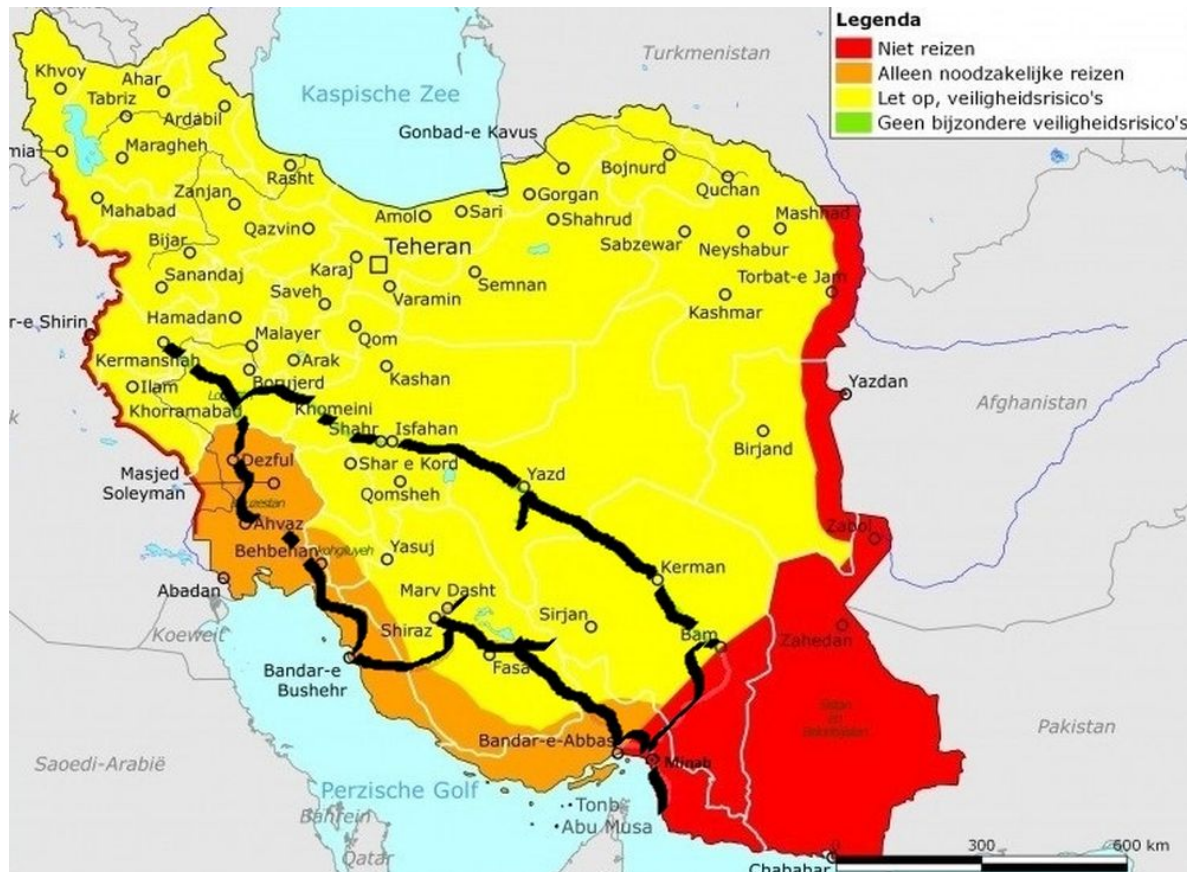 Legenda
Niet reizen
Alleen noodzakelijke reizen
Let op, veiligheidsrisico's
Geen bijzondere veiligheidsrisico's
Turkmenistan
Kaspische Zee
Khvoy
Ahar
Tabriz
Ardabil
Gonbad-e Kavus
mia
Maragheh
Rasht
Bojnurd
Quchan
Zanjan
Gorgan
Mahabad
Amol
Sari
Shahrud
Mashhad
Qazvin
Sabzewar
Neyshabur
Bijar
Teheran
Sanandaj
Karaj
Semnan
Torbat-e Jam
Saveh
Varamin
Kashmar
r-e Shirin
Hamadan
Malayer
Qom
Kermanshah
Arak
Kashan
Borujerd
Ilam
Yazdan
Khorramabad
Khomeini
Shahr
Isfahan
Afghanistan
k
Birjand
Dezful
Shar e Kord
Masjed
Soleyman
Yazd
Qomsheh
Ahvaz
Zabol
Behbehan
Yasuj
Kerman
Abadan
Marv Dasht
Sirjan
Koeweit
Shiraz
Bam
Zahedan
Bandar-e
Bushehr
Fasa
Bandar-e-Abbas
Pakistan
Minab
Saoedi-Arabië
Perzische Golf
Tonb
Abu Musa
Bahrein
Qatar
Chabahar
0
300
600 km